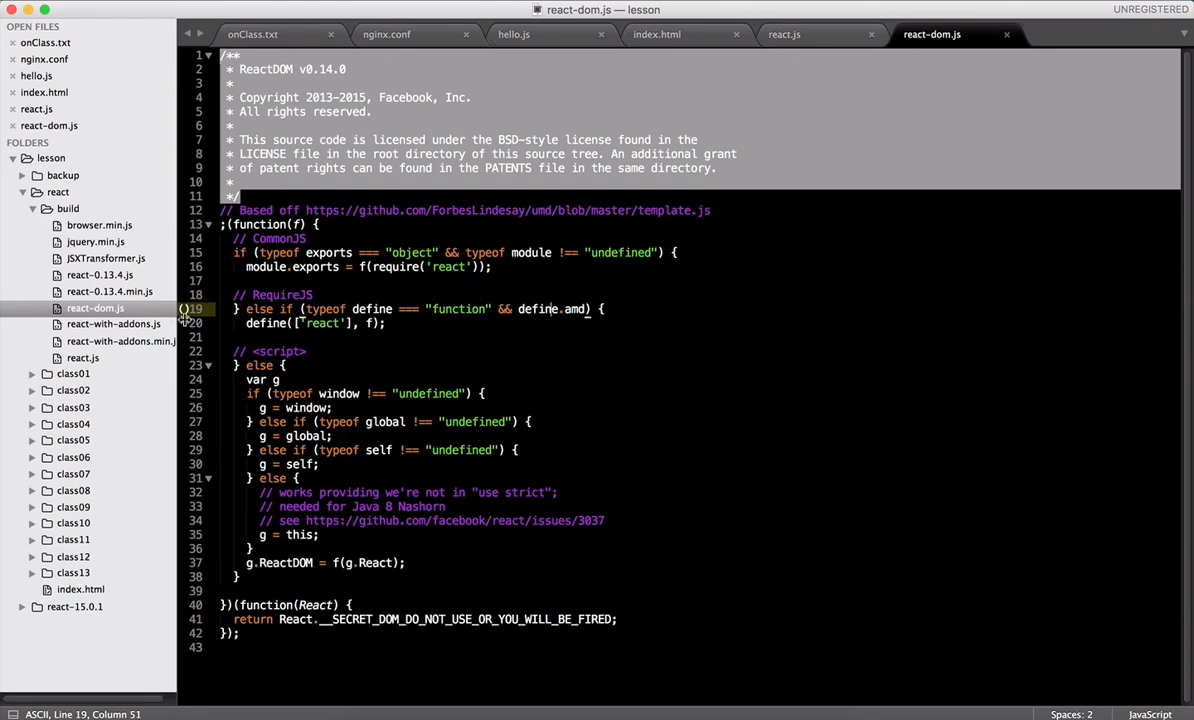 react-dom.js — lesson
UNREGISTERED
OPEN FILES
onClass.txt
nginx.conf
hello.js
index.html
react.js
react-dom.js
FOLDERS
lesson
backup
react
build
browser.min.js
jquery.min.js
JSXTransformer.js
react-0.13.4.js
react-0.13.4.min.js
react-dom.js
react-with-addons.js
react-with-addons.min.j
react.js
class01
class02
class03
class04
class05
class06
class07
class08
class09
class10
class11
class12
class13
index.html
react-15.0.1
onClass.txt
nginx.conf
hello.js
index.html
react.js
react-dom.js
1 /**
2  * ReactDOM v0.14.0
3  *
4  * Copyright 2013-2015, Facebook, Inc.
5  * All rights reserved.
6  *
7  * This source code is licensed under the BSD-style license found in the
8  * LICENSE file in the root directory of this source tree. An additional grant
9  * of patent rights can be found in the PATENTS file in the same directory.
10  *
11  */
12 // Based off https://github.com/ForbesLindesay/umd/blob/master/template.js
13 ;(function(f) {
14   // CommonJS
15   if (typeof exports === "object" && typeof module !== "undefined") {
16     module.exports = f(require('react'));
17
18   // RequireJS
19   } else if (typeof define === "function" && define.amd) {
20     define(['react'], f);
21
22   // <script>
23   } else {
24     var g
25     if (typeof window !== "undefined") {
26       g = window;
27     } else if (typeof global !== "undefined") {
28       g = global;
29     } else if (typeof self !== "undefined") {
30       g = self;
31     } else {
32       // works providing we're not in "use strict";
33       // needed for Java 8 Nashorn
34       // see https://github.com/facebook/react/issues/3037
35       g = this;
36     }
37     g.ReactDOM = f(g.React);
38   }
39
40 })(function(React) {
41   return React.__SECRET_DOM_DO_NOT_USE_OR_YOU_WILL_BE_FIRED;
42 });
43
ASCII, Line 19, Column 51
Spaces: 2
JavaScript